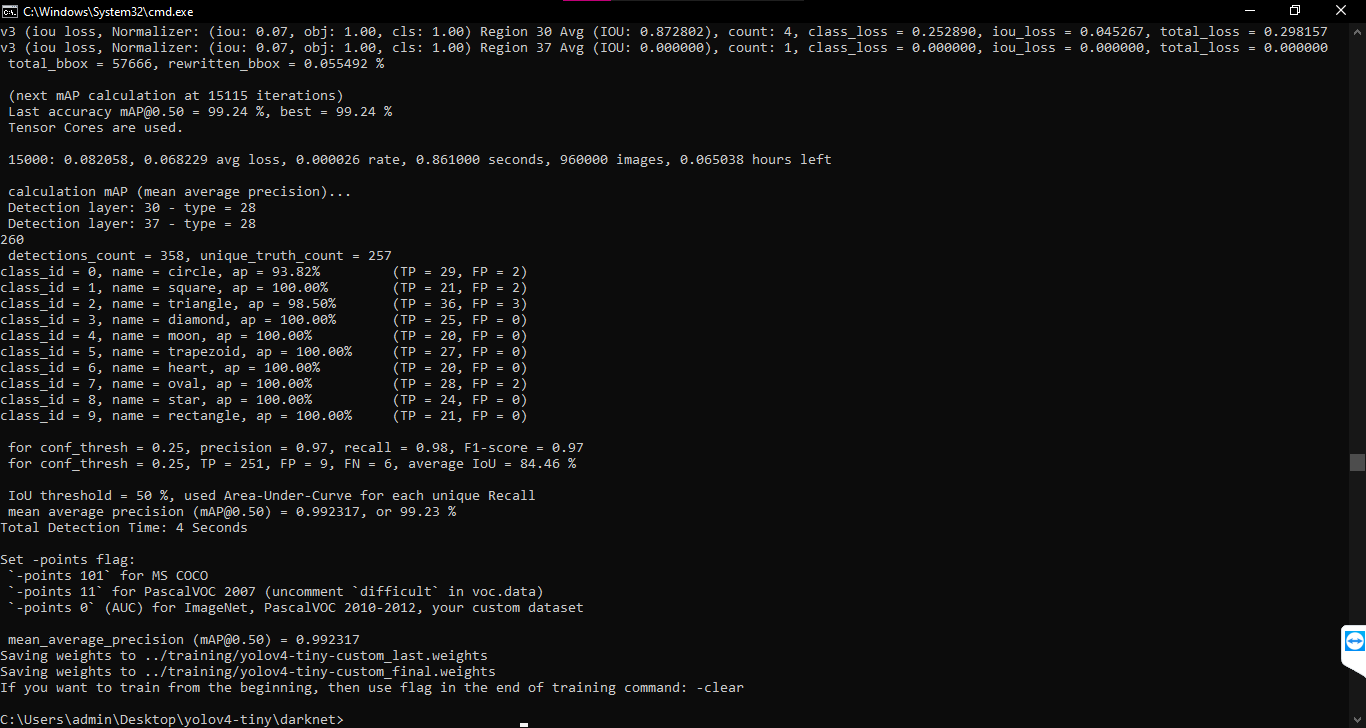 C:\Windows\System32\cmd.exe
v3 (iou loss, Normalizer: (iou: 0.07, obj: 1.00, cls: 1.00) Region 30 Avg (IOU: 0.872802), count: 4, class_loss = 0.252890, iou_loss = 0.045267, total_loss = 0.298157
v3 (iou loss, Normalizer: (iou: 0.07, obj: 1.00, cls: 1.00) Region 37 Avg (IOU: 0.000000), count: 1, class_loss = 0.000000, iou_loss = 0.000000, total_loss = 0.000000
total_bbox = 57666, rewritten_bbox = 0.055492 %
(next mAP calculation at 15115 iterations)
Last accuracy mAP@0.50 = 99.24 %, best = 99.24 %
Tensor Cores are used.
15000: 0.082058, 0.068229 avg loss, 0.000026 rate, 0.861000 seconds, 960000 images, 0.065038 hours left
calculation mAP (mean average precision)...
Detection layer: 30 - type = 28
Detection layer: 37 - type = 28
260
detections_count = 358, unique_truth_count = 257
class_id = 0, name = circle, ap = 93.82% (TP = 29, FP = 2)
class_id = 1, name = square, ap = 100.00% (TP = 21, FP = 2)
class_id = 2, name = triangle, ap = 98.50% (TP = 36, FP = 3)
class_id = 3, name = diamond, ap = 100.00% (TP = 25, FP = 0)
class_id = 4, name = moon, ap = 100.00% (TP = 20, FP = 0)
class_id = 5, name = trapezoid, ap = 100.00% (TP = 27, FP = 0)
class_id = 6, name = heart, ap = 100.00% (TP = 20, FP = 0)
class_id = 7, name = oval, ap = 100.00% (TP = 28, FP = 2)
class_id = 8, name = star, ap = 100.00% (TP = 24, FP = 0)
class_id = 9, name = rectangle, ap = 100.00% (TP = 21, FP = 0)
for conf_thresh = 0.25, precision = 0.97, recall = 0.98, F1-score = 0.97
for conf_thresh = 0.25, TP = 251, FP = 9, FN = 6, average IoU = 84.46 %
IoU threshold = 50 %, used Area-Under-Curve for each unique Recall
mean average precision (mAP@0.50) = 0.992317, or 99.23 %
Total Detection Time: 4 Seconds
Set -points flag:
`-points 101` for MS COCO
`-points 11` for PascalVOC 2007 (uncomment `difficult` in voc.data)
`-points 0` (AUC) for ImageNet, PascalVOC 2010-2012, your custom dataset
mean_average_precision (mAP@0.50) = 0.992317
Saving weights to ../training/yolov4-tiny-custom_last.weights
Saving weights to ../training/yolov4-tiny-custom_final.weights
If you want to train from the beginning, then use flag in the end of training command: -clear
C:\Users\admin\Desktop\yolov4-tiny\darknet>